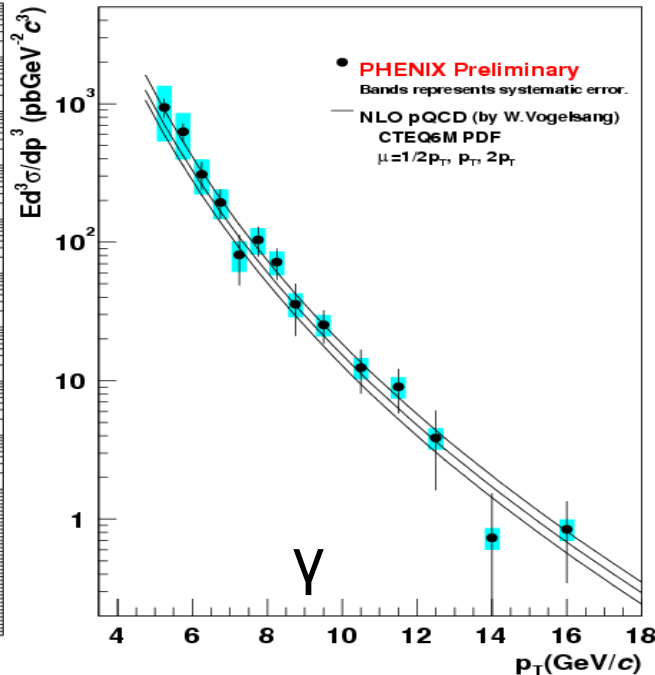 Ed³σ/dp³ (pbGeV⁻²c³)
10³
10²
10
1
PHENIX Preliminary
Bands represents systematic error.
NLO pQCD (by W.Vogelsang)
CTEQ6M PDF
μ=1/2p_T, p_T, 2p_T
γ
4 6 8 10 12 14 16 18
p_T(GeV/c)